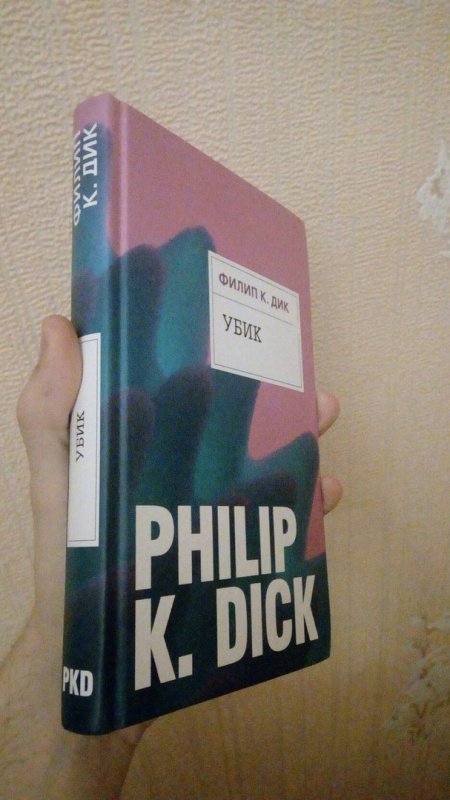 ФИЛИП
К. ДИК
УБИК
PKD
ФИЛИП К. ДИК
УБИК
PHILIP
K. DICK